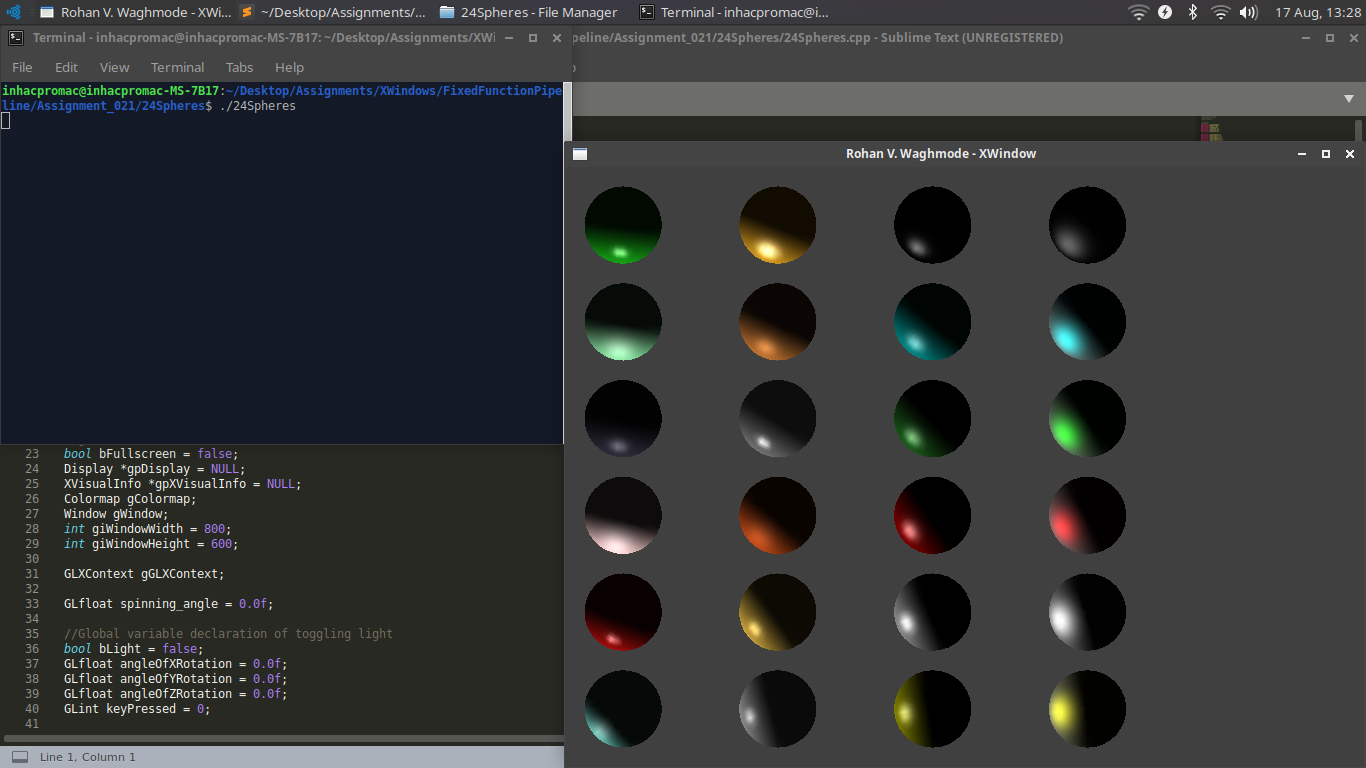 Rohan V. Waghmode - XWi...
~/Desktop/Assignments/...
24Spheres - File Manager
Terminal - inhacpromac@i...
17 Aug, 13:28
Terminal - inhacpromac@inhacpromac-MS-7B17: ~/Desktop/Assignments/XWi
peline/Assignment_021/24Spheres/24Spheres.cpp - Sublime Text (UNREGISTERED)
File Edit View Terminal Tabs Help
inhacpromac@inhacpromac-MS-7B17:~/Desktop/Assignments/XWindows/FixedFunctionPipe
line/Assignment_021/24Spheres$ ./24Spheres
Rohan V. Waghmode - XWindow
23 bool bFullscreen = false;
24 Display *gpDisplay = NULL;
25 XVisualInfo *gpXVisualInfo = NULL;
26 Colormap gColormap;
27 Window gWindow;
28 int giWindowWidth = 800;
29 int giWindowHeight = 600;
30
31 GLXContext gGLXContext;
32
33 GLfloat spinning_angle = 0.0f;
34
35 //Global variable declaration of toggling light
36 bool bLight = false;
37 GLfloat angleOfXRotation = 0.0f;
38 GLfloat angleOfYRotation = 0.0f;
39 GLfloat angleOfZRotation = 0.0f;
40 GLint keyPressed = 0;
41
Line 1, Column 1